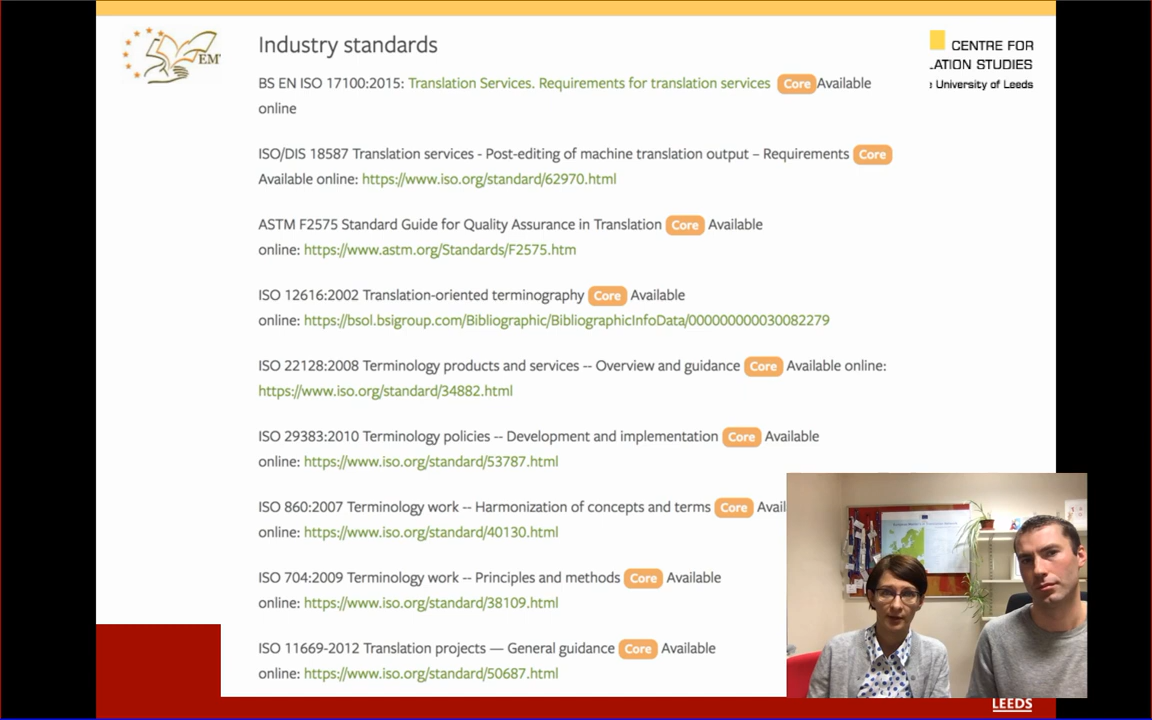 EM
Industry standards
CENTRE FOR
LATION STUDIES
University of Leeds
BS EN ISO 17100:2015: Translation Services. Requirements for translation services Core Available
online
ISO/DIS 18587 Translation services - Post-editing of machine translation output – Requirements Core
Available online: https://www.iso.org/standard/62970.html
ASTM F2575 Standard Guide for Quality Assurance in Translation Core Available
online: https://www.astm.org/Standards/F2575.htm
ISO 12616:2002 Translation-oriented terminography Core Available
online: https://bsol.bsigroup.com/Bibliographic/BibliographicInfoData/000000000030082279
ISO 22128:2008 Terminology products and services -- Overview and guidance Core Available online:
https://www.iso.org/standard/34882.html
ISO 29383:2010 Terminology policies -- Development and implementation Core Available
online: https://www.iso.org/standard/53787.html
ISO 860:2007 Terminology work -- Harmonization of concepts and terms Core Avail
online: https://www.iso.org/standard/40130.html
ISO 704:2009 Terminology work -- Principles and methods Core Available
online: https://www.iso.org/standard/38109.html
ISO 11669-2012 Translation projects — General guidance Core Available
online: https://www.iso.org/standard/50687.html
LEEDS